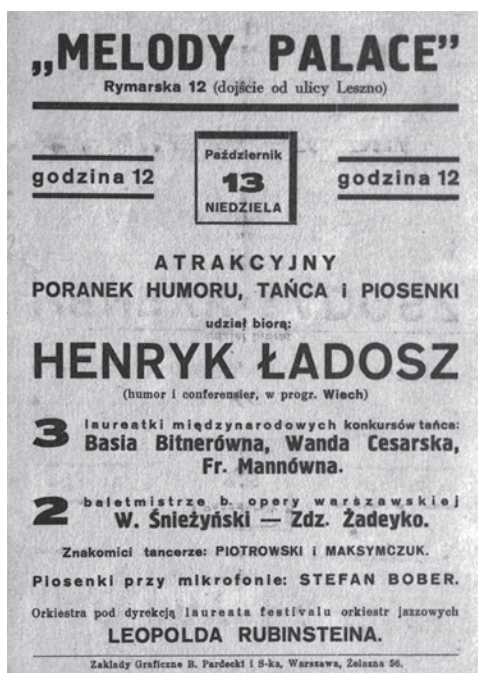 „MELODY PALACE”
Rymarska 12 (dojście od ulicy Leszno)
godzina 12
Październik
13
NIEDZIELA
godzina 12
ATRAKCYJNY
PORANEK HUMORU, TAŃCA i PIOSENKI
udział biorą:
HENRYK ŁADOSZ
(humor i conferensier, w progr. Wiech)
3 laureatki międzynarodowych konkursów tańca:
Basia Bitnerówna, Wanda Cesarska,
Fr. Mannówna.
2 baletmistrze b. opery warszawskiej
W. Śnieżyński — Zdz. Żadeyko.
Znakomici tancerze: PIOTROWSKI i MAKSYMCZUK.
Piosenki przy mikrofonie: STEFAN BOBER.
Orkiestra pod dyrekcją laureata festivalu orkiestr jazzowych
LEOPOLDA RUBINSTEINA.
Zakłady Graficzne B. Pardecki i S-ka, Warszawa, Żelazna 56.